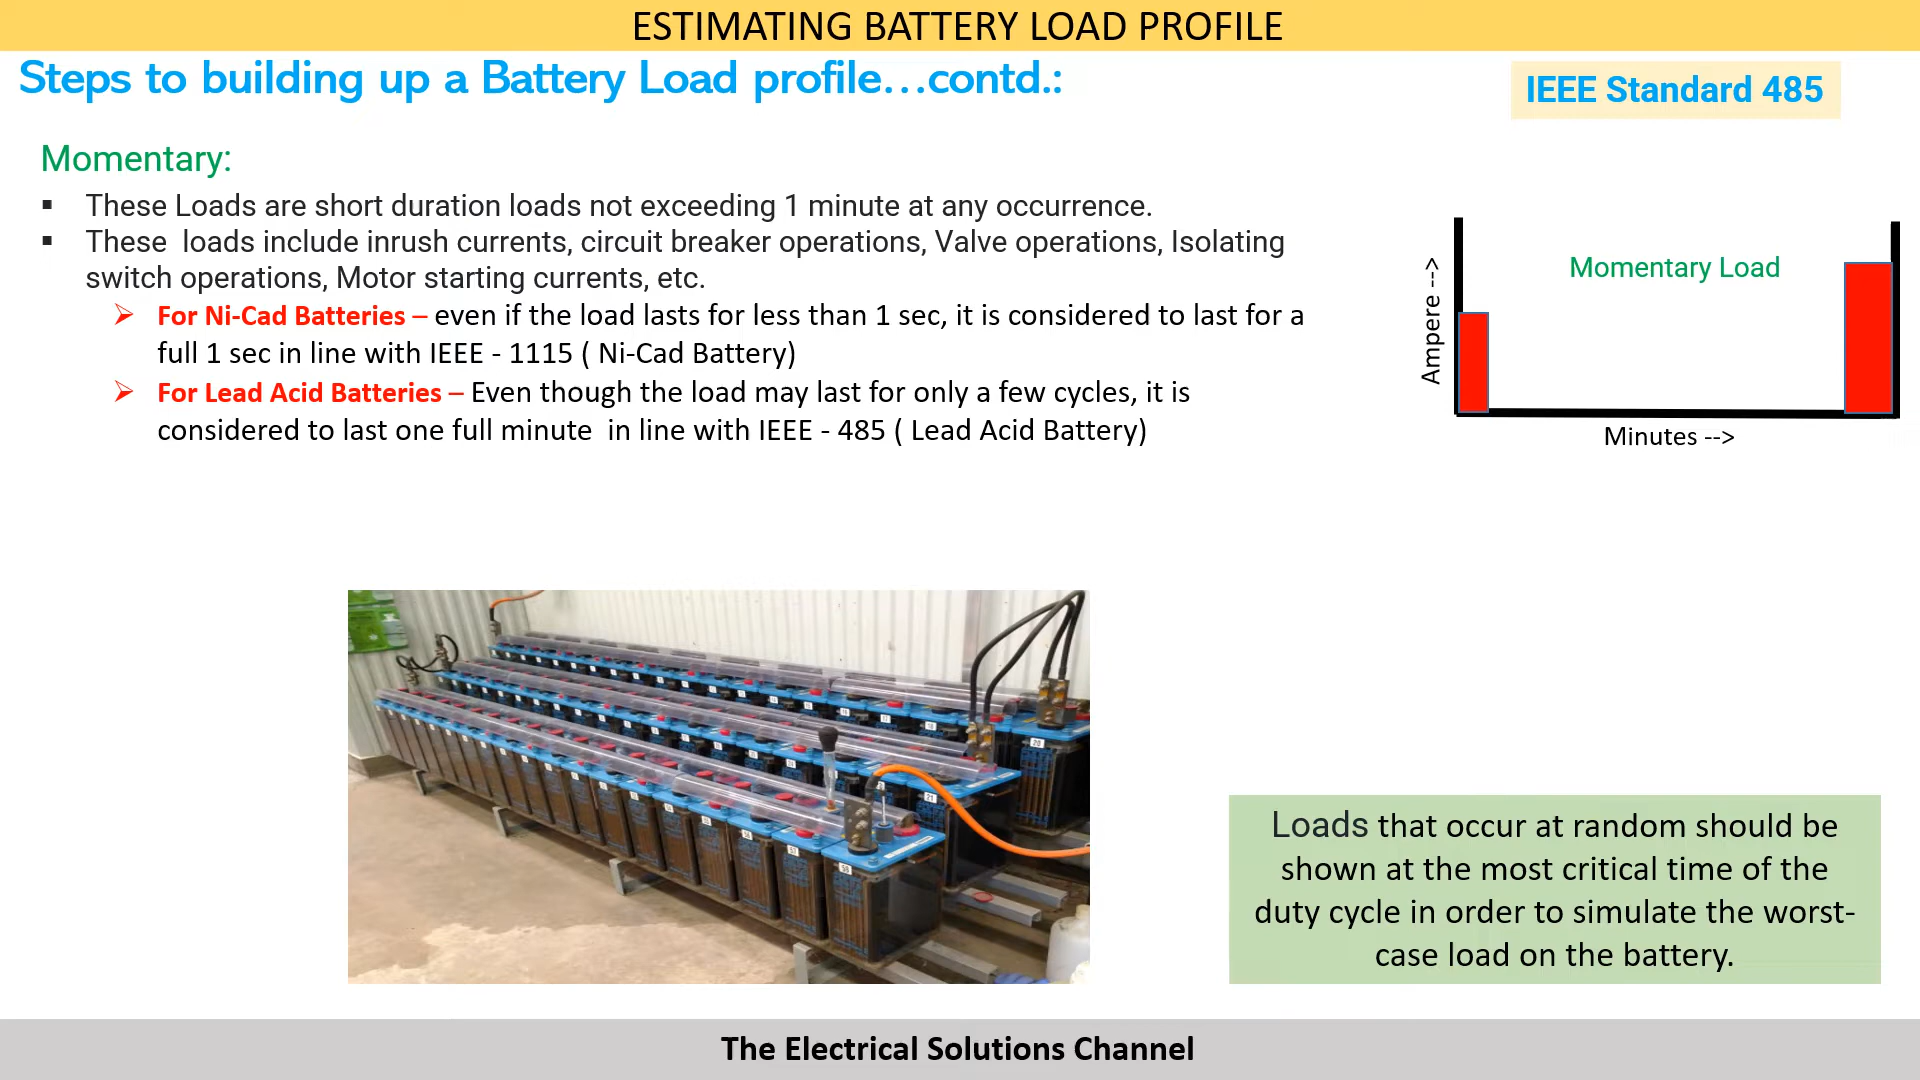 ESTIMATING BATTERY LOAD PROFILE
Steps to building up a Battery Load profile...contd.:
IEEE Standard 485
Momentary:
▪ These Loads are short duration loads not exceeding 1 minute at any occurrence.
▪ These  loads include inrush currents, circuit breaker operations, Valve operations, Isolating
switch operations, Motor starting currents, etc.
➢ For Ni-Cad Batteries – even if the load lasts for less than 1 sec, it is considered to last for a
full 1 sec in line with IEEE - 1115 ( Ni-Cad Battery)
➢ For Lead Acid Batteries – Even though the load may last for only a few cycles, it is
considered to last one full minute  in line with IEEE - 485 ( Lead Acid Battery)
Momentary Load
Ampere -->
Minutes -->
Loads that occur at random should be
shown at the most critical time of the
duty cycle in order to simulate the worst-
case load on the battery.
The Electrical Solutions Channel